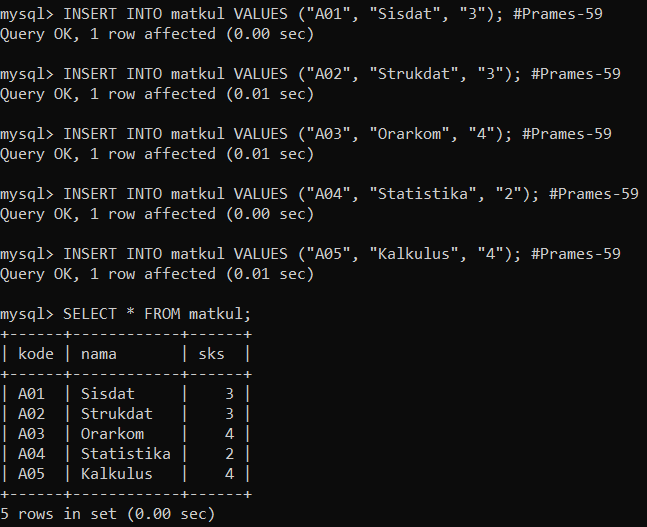 mysql> INSERT INTO matkul VALUES ("A01", "Sisdat", "3"); #Prames-59
Query OK, 1 row affected (0.00 sec)

mysql> INSERT INTO matkul VALUES ("A02", "Strukdat", "3"); #Prames-59
Query OK, 1 row affected (0.01 sec)

mysql> INSERT INTO matkul VALUES ("A03", "Orarkom", "4"); #Prames-59
Query OK, 1 row affected (0.01 sec)

mysql> INSERT INTO matkul VALUES ("A04", "Statistika", "2"); #Prames-59
Query OK, 1 row affected (0.00 sec)

mysql> INSERT INTO matkul VALUES ("A05", "Kalkulus", "4"); #Prames-59
Query OK, 1 row affected (0.01 sec)

mysql> SELECT * FROM matkul;
+------+------------+------+
| kode | nama       | sks  |
+------+------------+------+
| A01  | Sisdat     |    3 |
| A02  | Strukdat   |    3 |
| A03  | Orarkom    |    4 |
| A04  | Statistika |    2 |
| A05  | Kalkulus   |    4 |
+------+------------+------+
5 rows in set (0.00 sec)